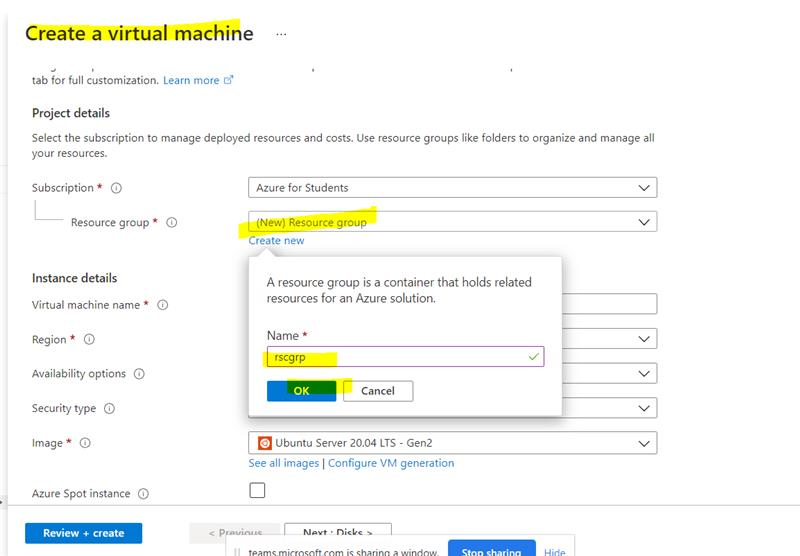 Create a virtual machine ...
tab for full customization. Learn more
Project details
Select the subscription to manage deployed resources and costs. Use resource groups like folders to organize and manage all
your resources.
Subscription *
Azure for Students
Resource group *
(New) Resource group
Create new
A resource group is a container that holds related
resources for an Azure solution.
Name *
rscgrp
OK
Cancel
Instance details
Virtual machine name *
Region *
Availability options
Security type
Image *
Ubuntu Server 20.04 LTS - Gen2
See all images | Configure VM generation
Azure Spot instance
Review + create
< Previous
Next : Disks >
teams.microsoft.com is sharing a window.
Stop sharing
Hide